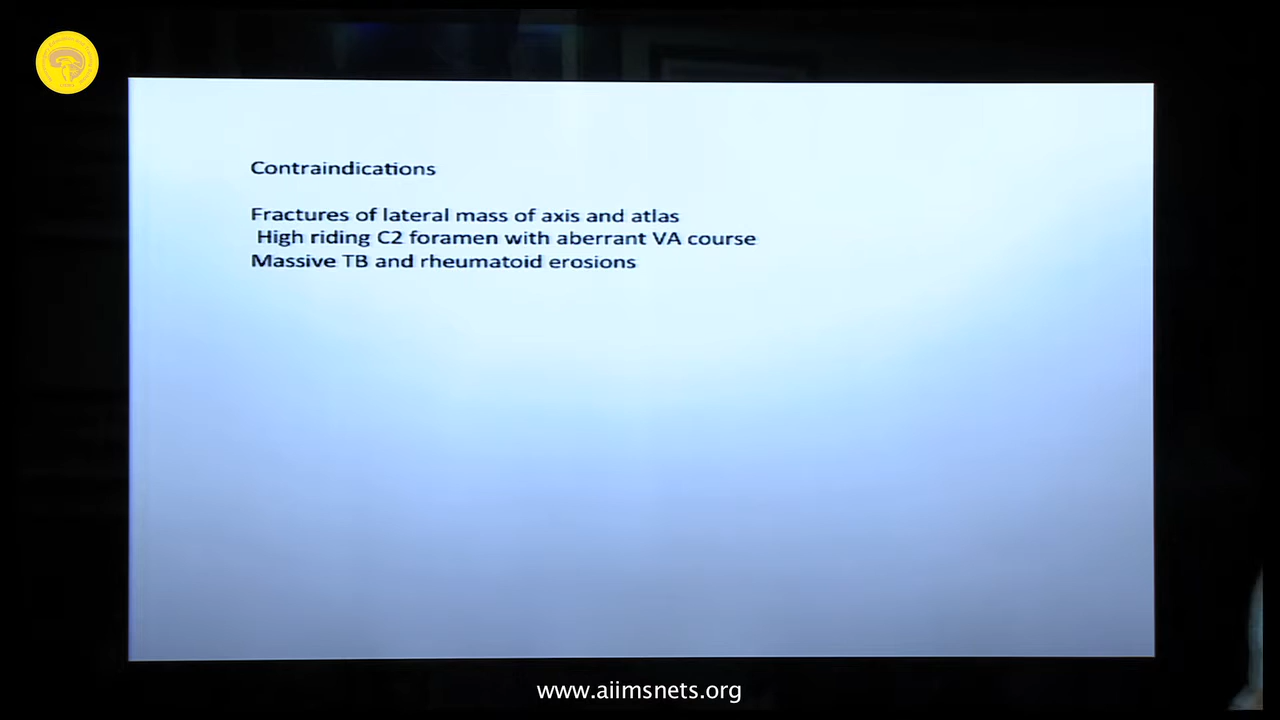 Contraindications
Fractures of lateral mass of axis and atlas
High riding C2 foramen with aberrant VA course
Massive TB and rheumatoid erosions
www.aiimsnets.org